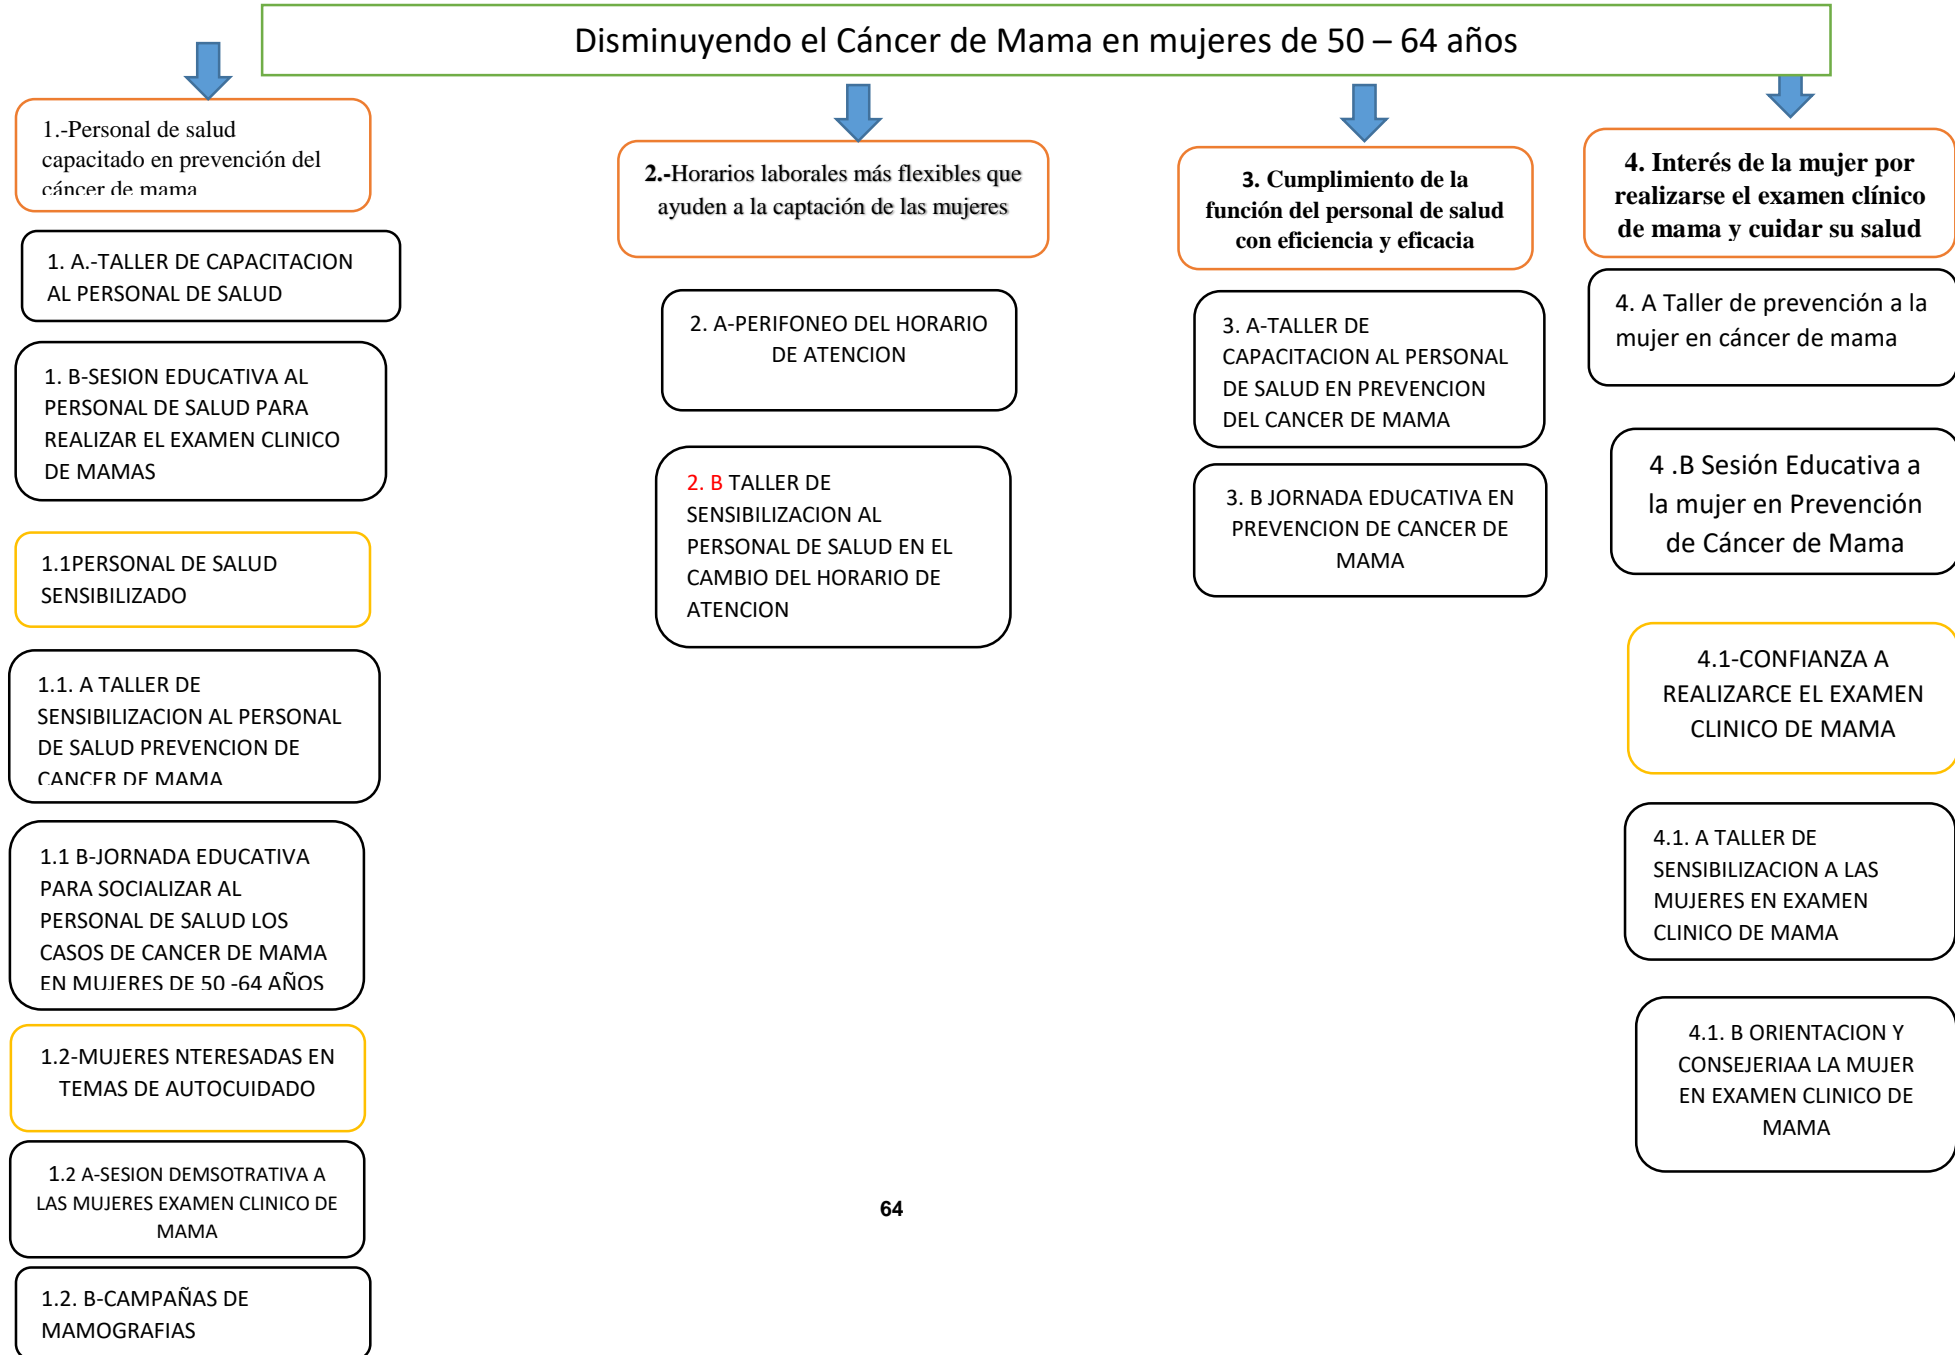 Disminuyendo el Cáncer de Mama en mujeres de 50 – 64 años
1.-Personal de salud
capacitado en prevención del
cáncer de mama
1. A.-TALLER DE CAPACITACION
AL PERSONAL DE SALUD
1. B-SESION EDUCATIVA AL
PERSONAL DE SALUD PARA
REALIZAR EL EXAMEN CLINICO
DE MAMAS
1.1PERSONAL DE SALUD
SENSIBILIZADO
1.1. A TALLER DE
SENSIBILIZACION AL PERSONAL
DE SALUD PREVENCION DE
CANCER DE MAMA
1.1 B-JORNADA EDUCATIVA
PARA SOCIALIZAR AL
PERSONAL DE SALUD LOS
CASOS DE CANCER DE MAMA
EN MUJERES DE 50 -64 AÑOS
1.2-MUJERES NTERESADAS EN
TEMAS DE AUTOCUIDADO
1.2 A-SESION DEMSOTRATIVA A
LAS MUJERES EXAMEN CLINICO DE
MAMA
1.2. B-CAMPAÑAS DE
MAMOGRAFIAS
2.-Horarios laborales más flexibles que
ayuden a la captación de las mujeres
2. A-PERIFONEO DEL HORARIO
DE ATENCION
2. B TALLER DE
SENSIBILIZACION AL
PERSONAL DE SALUD EN EL
CAMBIO DEL HORARIO DE
ATENCION
3. Cumplimiento de la
función del personal de salud
con eficiencia y eficacia
3. A-TALLER DE
CAPACITACION AL PERSONAL
DE SALUD EN PREVENCION
DEL CANCER DE MAMA
3. B JORNADA EDUCATIVA EN
PREVENCION DE CANCER DE
MAMA
4. Interés de la mujer por
realizarse el examen clínico
de mama y cuidar su salud
4. A Taller de prevención a la
mujer en cáncer de mama
4 .B Sesión Educativa a
la mujer en Prevención
de Cáncer de Mama
4.1-CONFIANZA A
REALIZARCE EL EXAMEN
CLINICO DE MAMA
4.1. A TALLER DE
SENSIBILIZACION A LAS
MUJERES EN EXAMEN
CLINICO DE MAMA
4.1. B ORIENTACION Y
CONSEJERIAA LA MUJER
EN EXAMEN CLINICO DE
MAMA
64